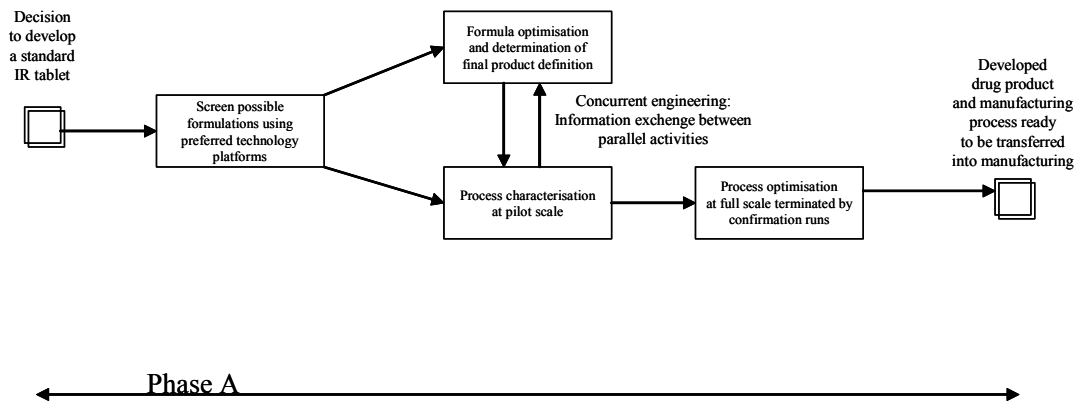 Decision
to develop
a standard
IR tablet
Screen possible
formulations using
preferred technology
platforms
Formula optimisation
and determination of
final product definition
Concurrent engineering:
Information exchange between
parallel activities
Process characterisation
at pilot scale
Process optimisation
at full scale terminated by
confirmation runs
Developed
drug product
and manufacturing
process ready
to be transferred
into manufacturing
Phase A